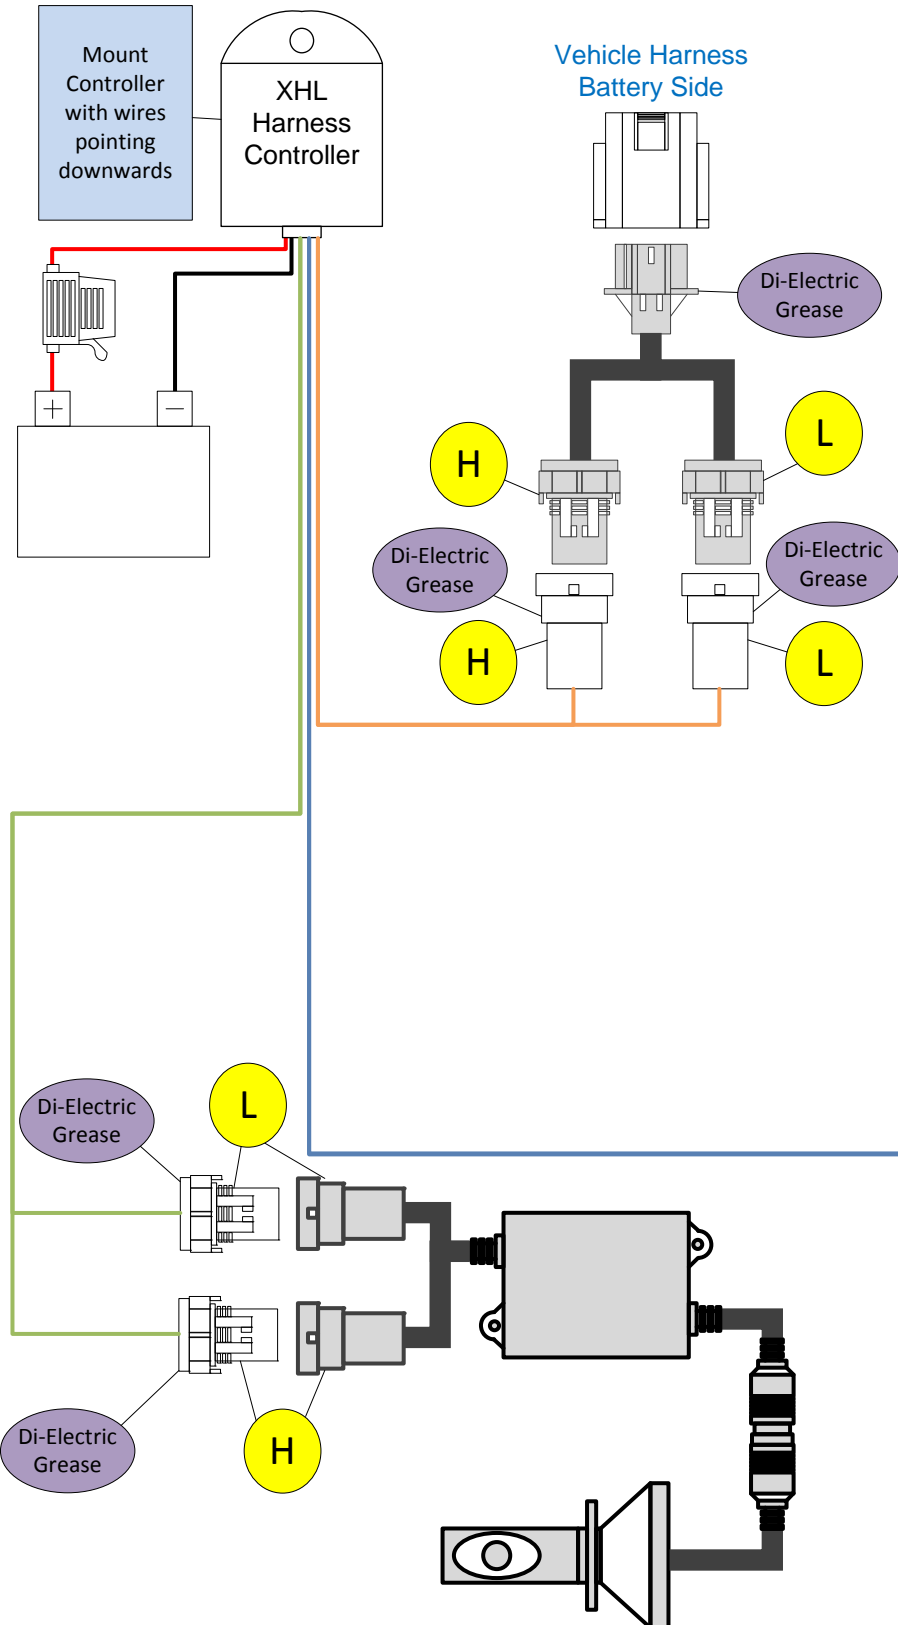 Mount
Controller
with wires
pointing
downwards
XHL
Harness
Controller
Vehicle Harness
Battery Side
Di-Electric
Grease
+
−
H
L
Di-Electric
Grease
Di-Electric
Grease
H
L
Di-Electric
Grease
L
Di-Electric
Grease
H